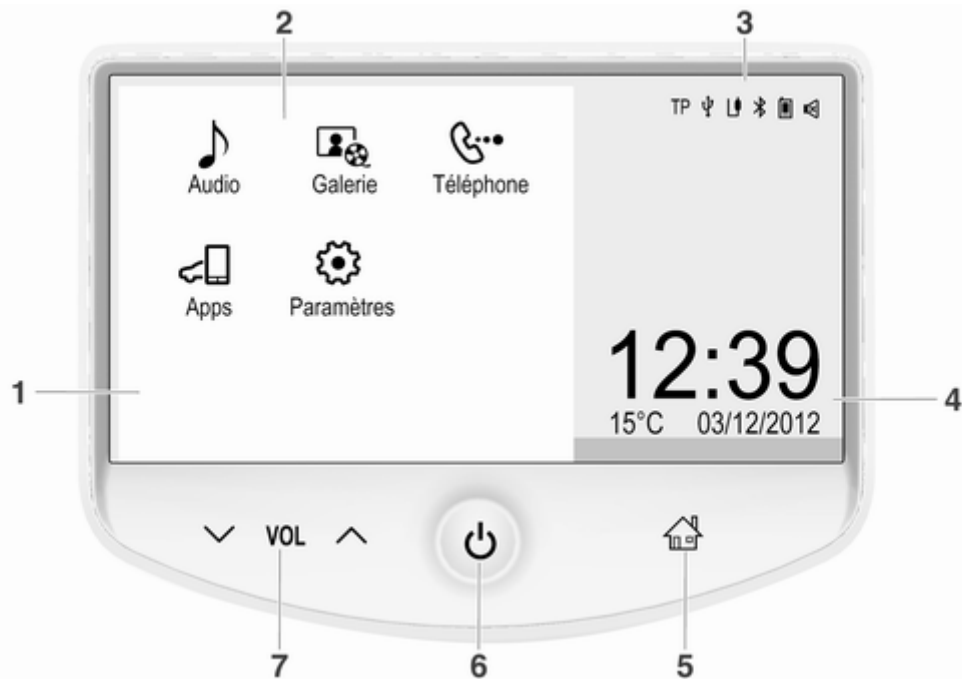 2 3
TP
Audio Galerie Téléphone
Apps Paramètres
12:39
1
4
15°C 03/12/2012
VOL
7 6 5